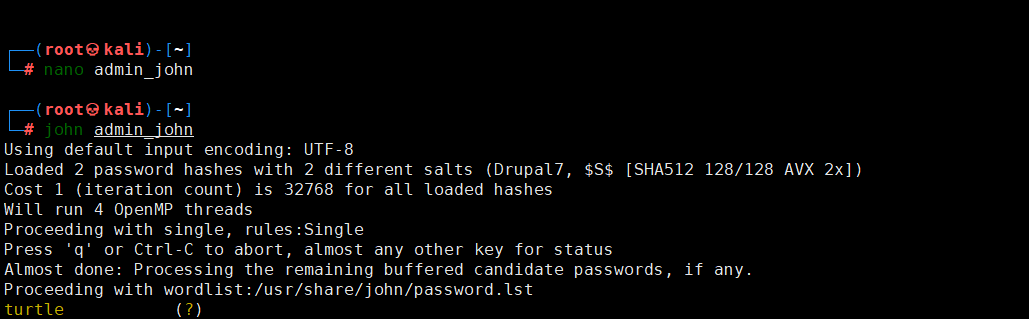 ┌──(root㉿kali)-[~]
└─# nano admin_john
┌──(root㉿kali)-[~]
└─# john admin_john
Using default input encoding: UTF-8
Loaded 2 password hashes with 2 different salts (Drupal7, $S$ [SHA512 128/128 AVX 2x])
Cost 1 (iteration count) is 32768 for all loaded hashes
Will run 4 OpenMP threads
Proceeding with single, rules:Single
Press 'q' or Ctrl-C to abort, almost any other key for status
Almost done: Processing the remaining buffered candidate passwords, if any.
Proceeding with wordlist:/usr/share/john/password.lst
turtle           (?)